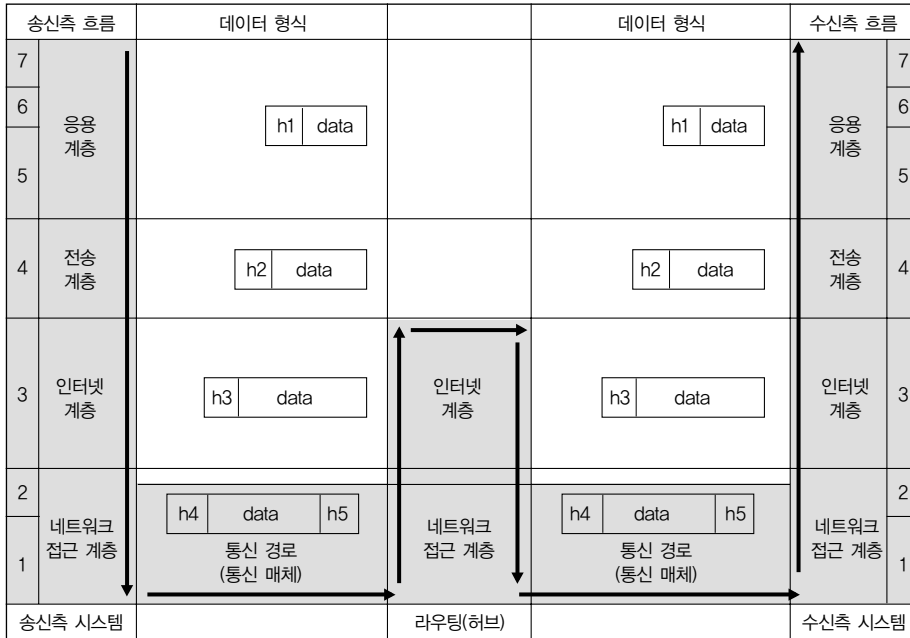 송신측 흐름
데이터 형식
데이터 형식
수신측 흐름
7
6
5
응용
계층
h1 data
h1 data
응용
계층
7
6
5
4
전송
계층
h2 data
h2 data
전송
계층
4
3
인터넷
계층
h3 data
인터넷
계층
h3 data
인터넷
계층
3
2
1
네트워크
접근 계층
h4 data h5
통신 경로
(통신 매체)
네트워크
접근 계층
h4 data h5
통신 경로
(통신 매체)
네트워크
접근 계층
2
1
송신측 시스템
라우팅(허브)
수신측 시스템